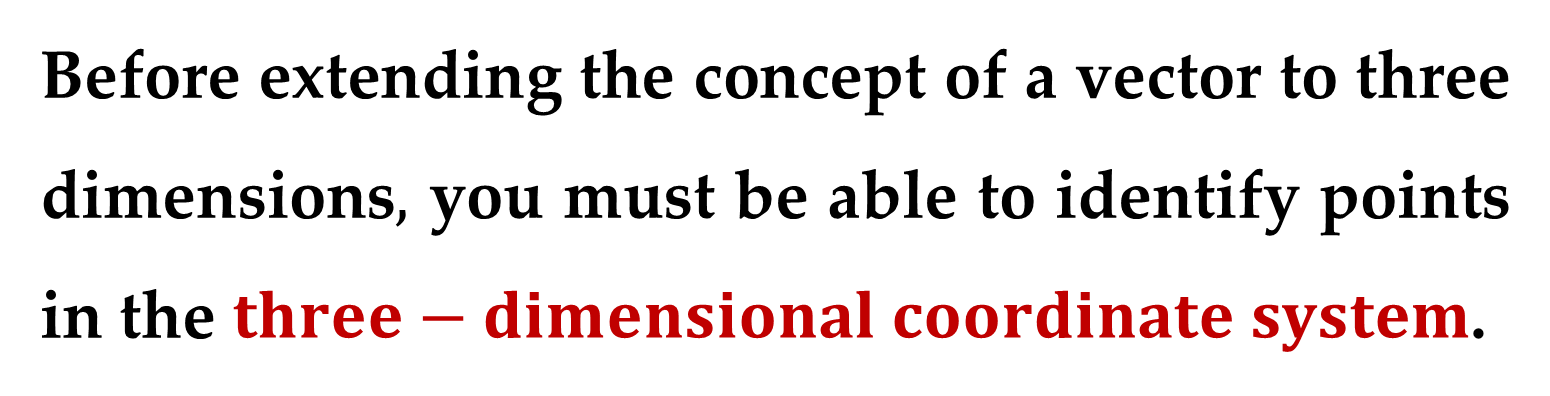 Before extending the concept of a vector to three
dimensions, you must be able to identify points
in the three – dimensional coordinate system.